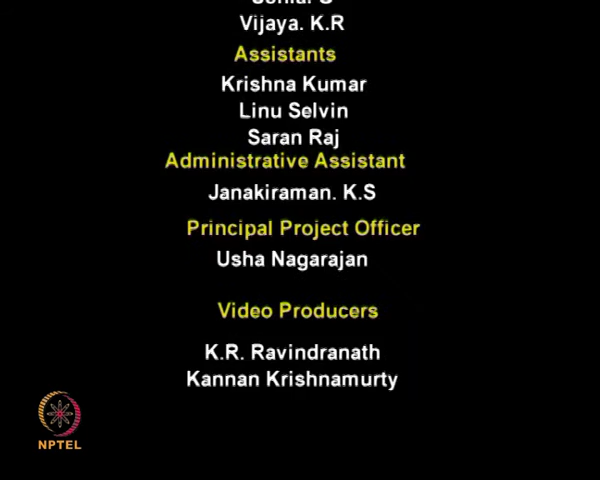 Vijaya. K.R
Assistants
Krishna Kumar
Linu Selvin
Saran Raj
Administrative Assistant
Janakiraman. K.S
Principal Project Officer
Usha Nagarajan
Video Producers
K.R. Ravindranath
Kannan Krishnamurty
NPTEL